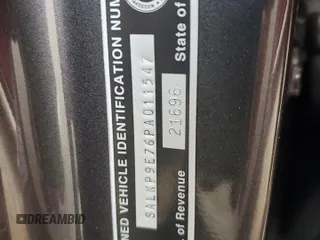 NED VEHICLE IDENTIFICATION NUM
SALKP9E76PA011547
21696
State of
of Revenue
DREAMBID